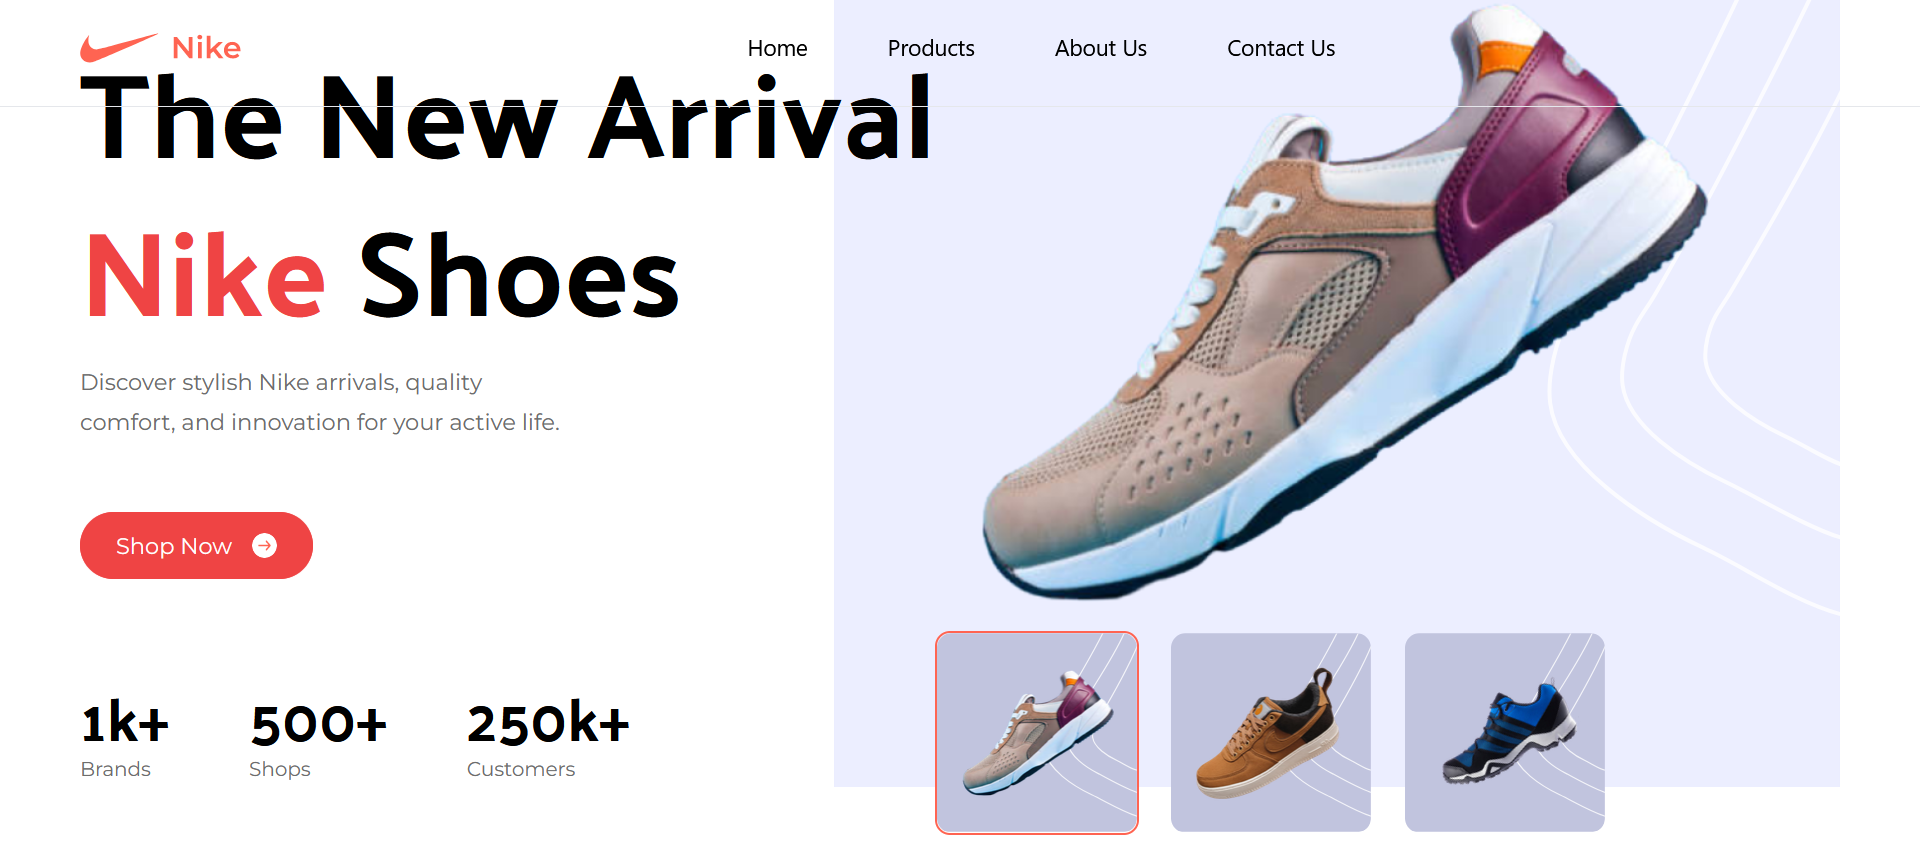 Nike
Home Products About Us Contact Us
The New Arrival
Nike Shoes
Discover stylish Nike arrivals, quality
comfort, and innovation for your active life.
Shop Now
1k+ 500+ 250k+
Brands Shops Customers